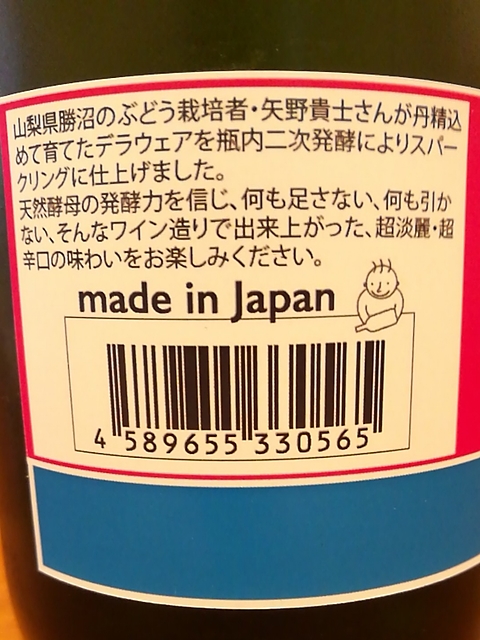 山梨県勝沼のぶどう栽培者・矢野貴士さんが丹精込
めて育てたデラウェアを瓶内二次発酵によりスパー
クリングに仕上げました。
天然酵母の発酵力を信じ、何も足さない、何も引か
ない、そんなワイン造りで出来上がった、超淡麗・超
辛口の味わいをお楽しみください。
made in Japan
4 589655 330565